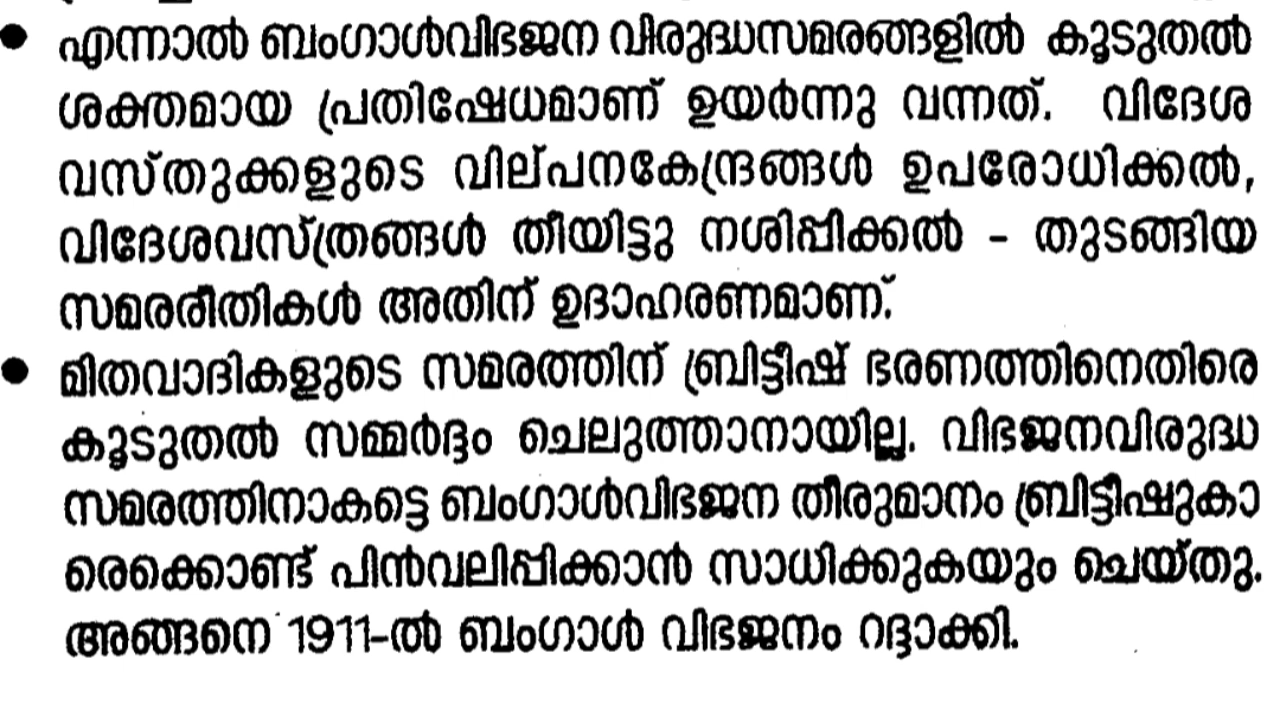 • എന്നാൽ ബംഗാൾവിഭജന വിരുദ്ധസമരങ്ങളിൽ കൂടുതൽ
ശക്തമായ പ്രതിഷേധമാണ് ഉയർന്നു വന്നത്. വിദേശ
വസ്തുക്കളുടെ വില്പനകേന്ദ്രങ്ങൾ ഉപരോധിക്കൽ,
വിദേശവസ്ത്രങ്ങൾ തീയിട്ടു നശിപ്പിക്കൽ – തുടങ്ങിയ
സമരരീതികൾ അതിന് ഉദാഹരണമാണ്.
• മിതവാദികളുടെ സമരത്തിന് ബ്രിട്ടീഷ് ഭരണത്തിനെതിരെ
കൂടുതൽ സമ്മർദ്ദം ചെലുത്താനായില്ല. വിഭജനവിരുദ്ധ
സമരത്തിനാകട്ടെ ബംഗാൾവിഭജന തീരുമാനം ബ്രിട്ടീഷുകാ
രെക്കൊണ്ട് പിൻവലിപ്പിക്കാൻ സാധിക്കുകയും ചെയ്തു.
അങ്ങനെ 1911-ൽ ബംഗാൾ വിഭജനം റദ്ദാക്കി.